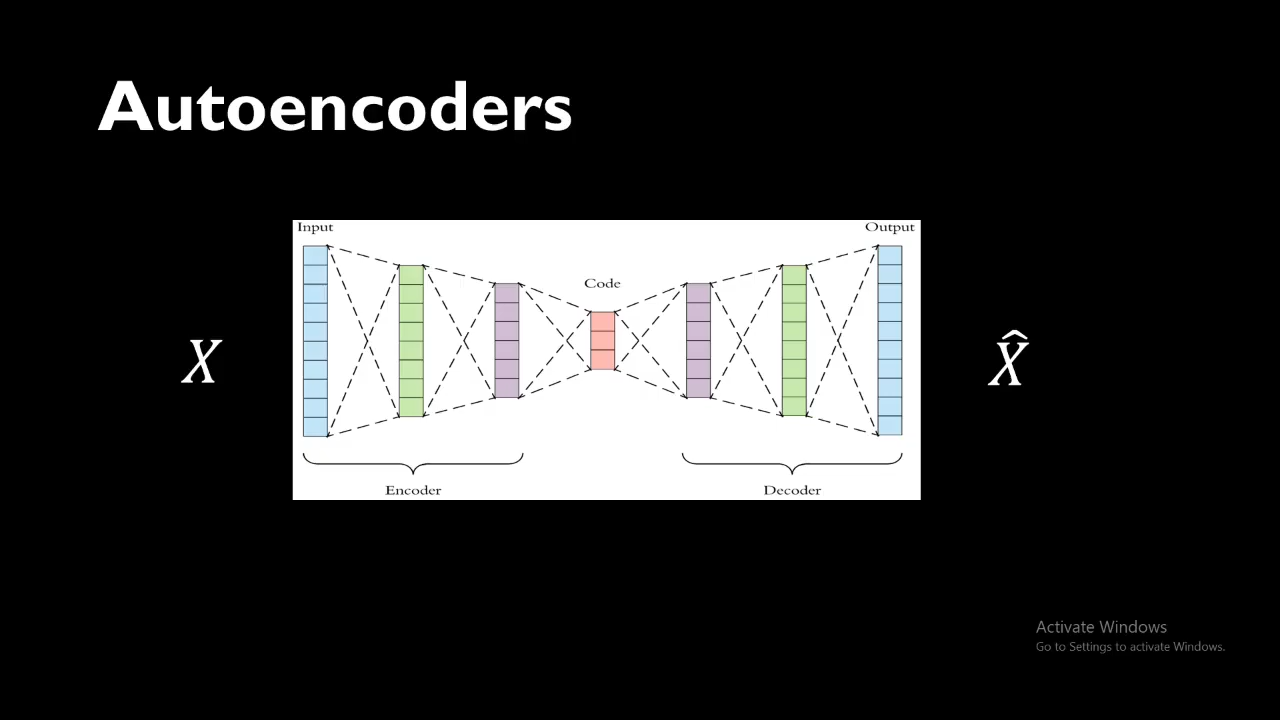 Autoencoders
Input
Output
Code
X
X̂
Encoder
Decoder
Activate Windows
Go to Settings to activate Windows.